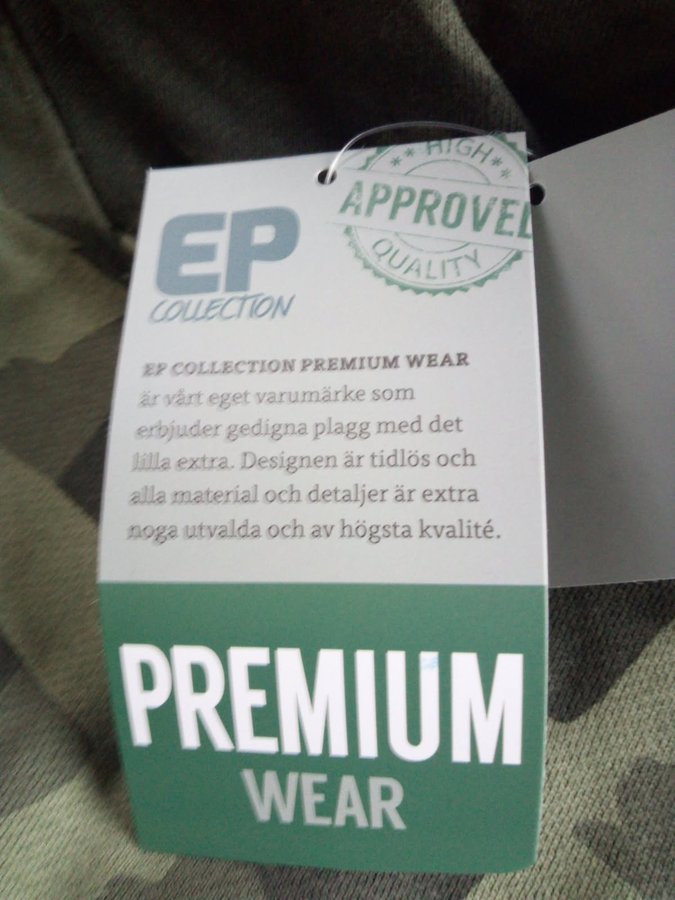 HIGH
APPROVED
QUALITY
EP
COLLECTION
EP COLLECTION PREMIUM WEAR
är vårt eget varumärke som
erbjuder gedigna plagg med det
lilla extra. Designen är tidlös och
alla material och detaljer är extra
noga utvalda och av högsta kvalité.
PREMIUM
WEAR